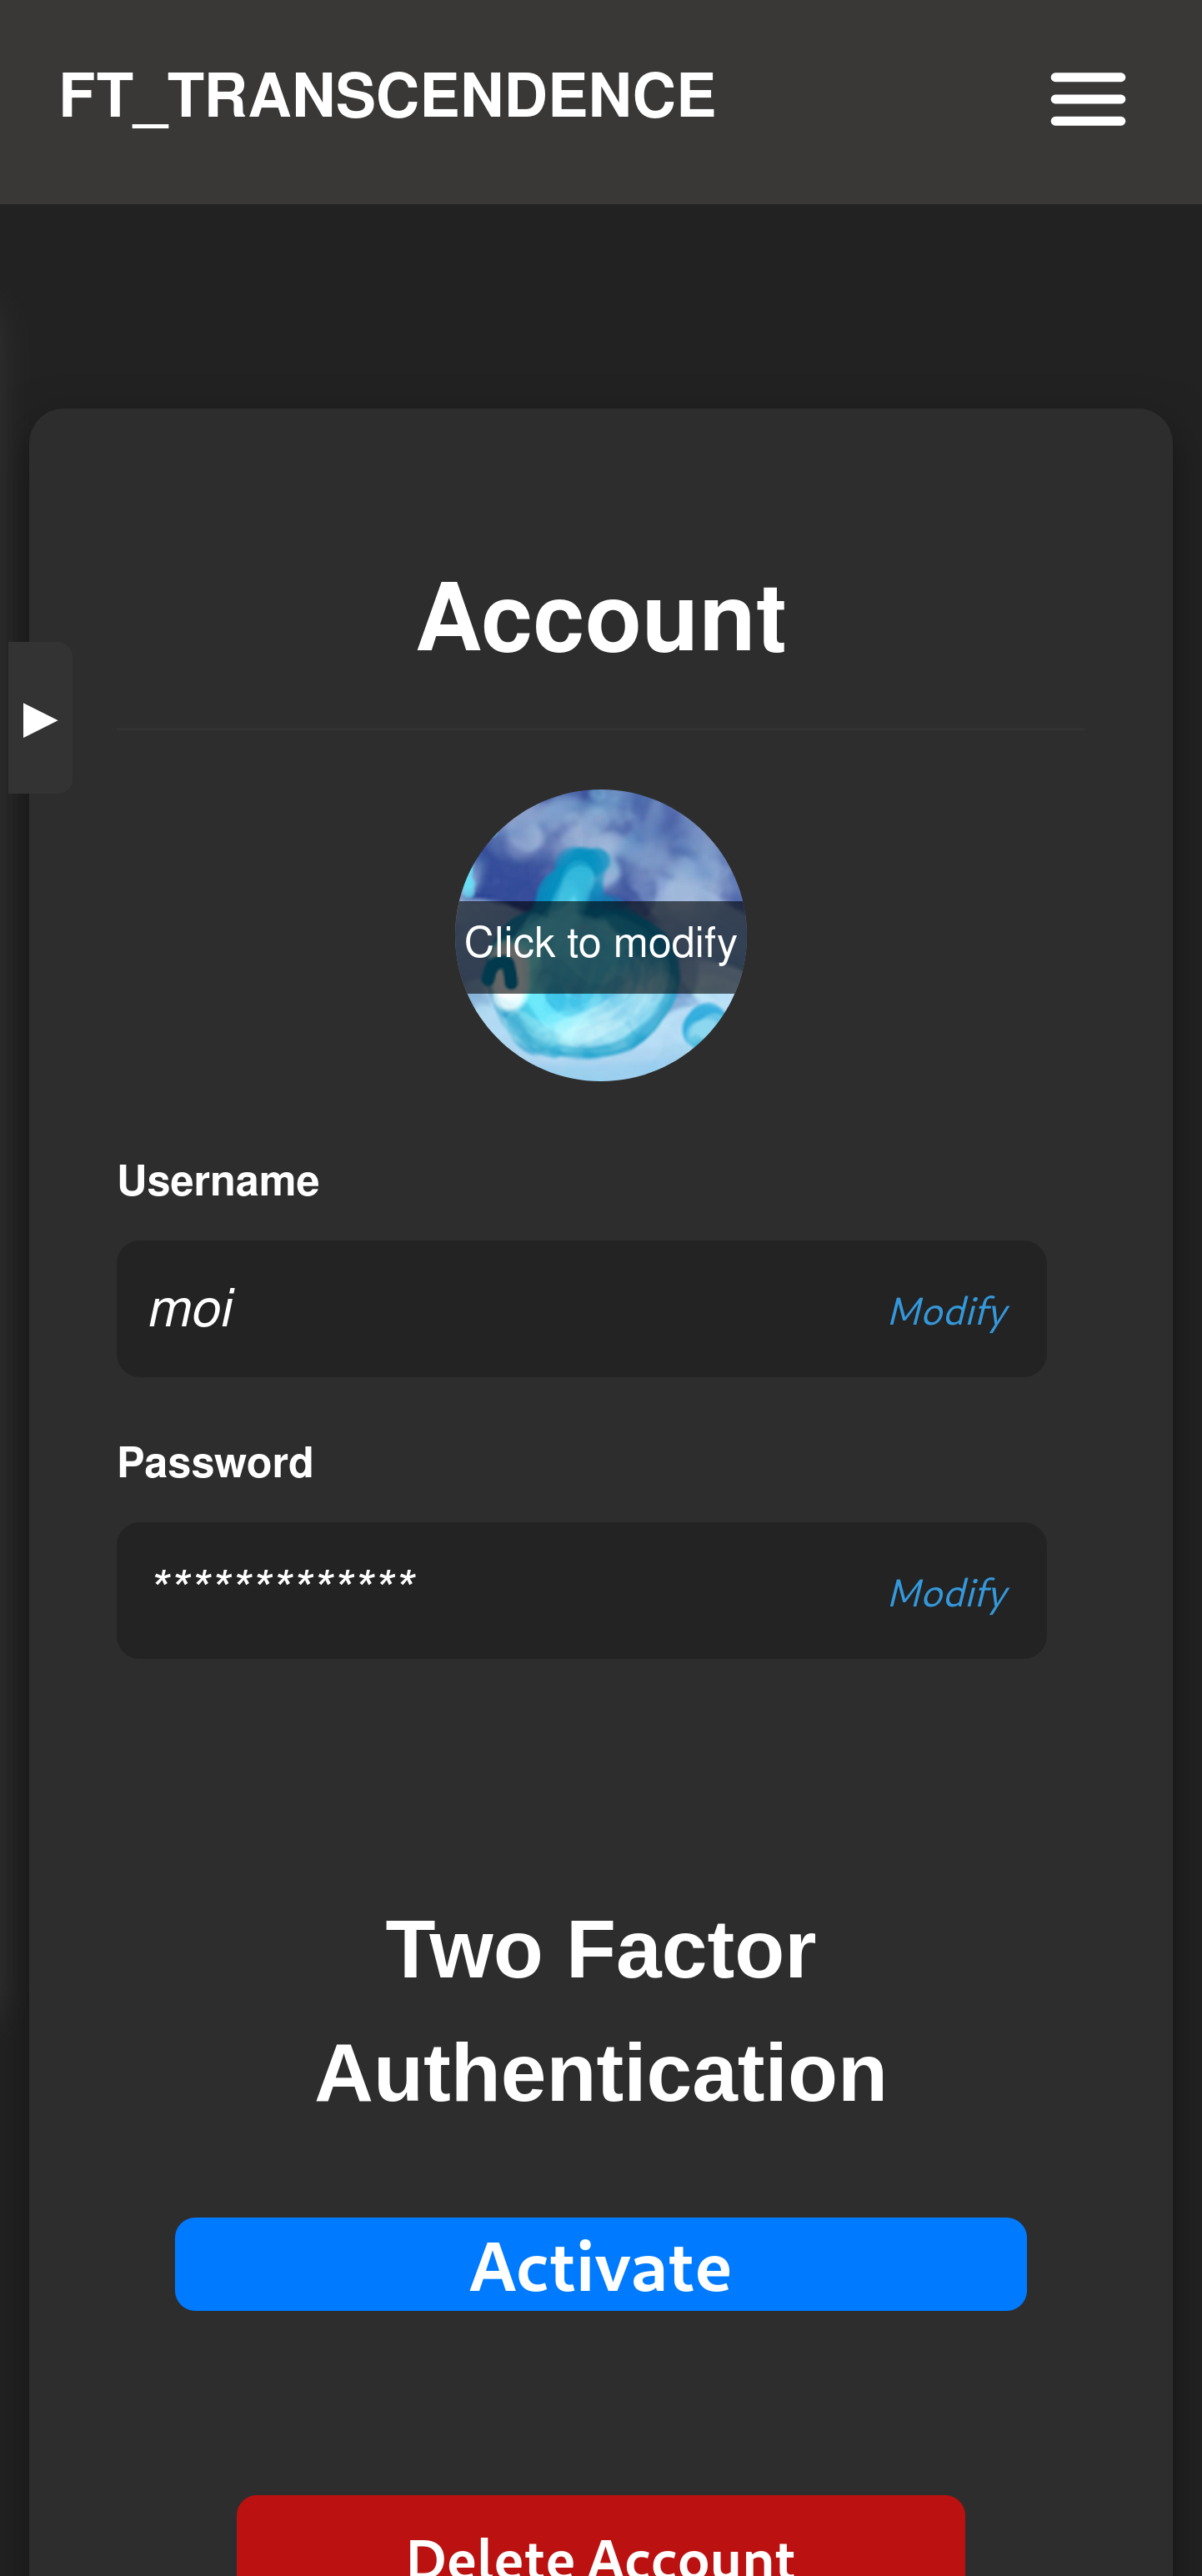 FT_TRANSCENDENCE
Account
Click to modify
Username
moi
Modify
Password
*************
Modify
Two Factor
Authentication
Activate
Delete Account